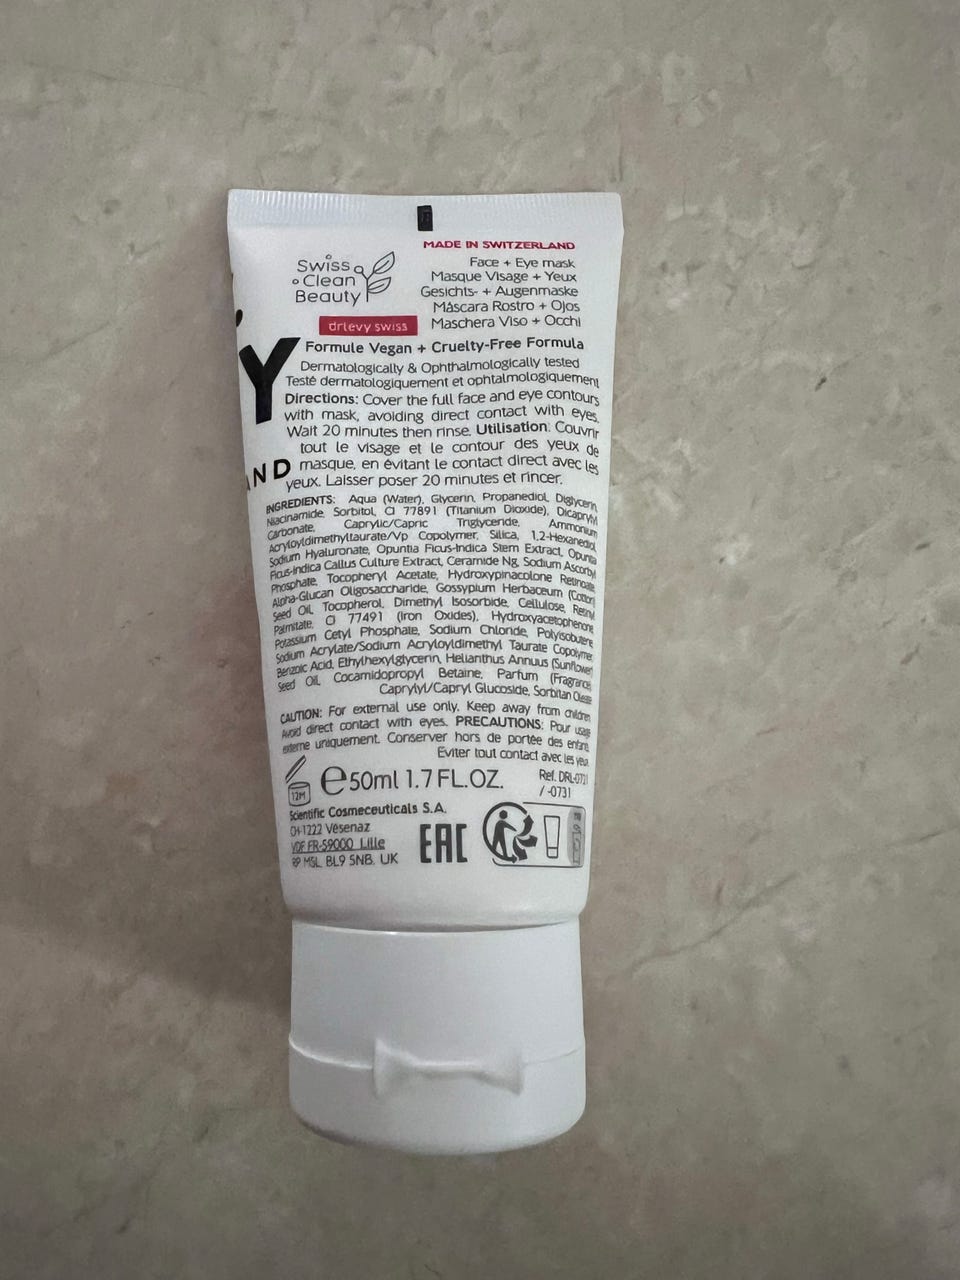 MADE IN SWITZERLAND
Swiss
Clean
Beauty
drlevy swiss
Face + Eye mask
Masque Visage + Yeux
Gesichts- + Augenmaske
Máscara Rostro + Ojos
Maschera Viso + Occhi
Y
AND
Formule Vegan + Cruelty-Free Formula
Dermatologically & Ophthalmologically tested
Testé dermatologiquement et ophtalmologiquement
Directions: Cover the full face and eye contours
with mask, avoiding direct contact with eyes.
Wait 20 minutes then rinse. Utilisation: Couvrir
tout le visage et le contour des yeux de
masque, en évitant le contact direct avec les
yeux. Laisser poser 20 minutes et rincer.
INGREDIENTS: Aqua (Water), Glycerin, Propanediol, Diglycerin,
Niacinamide, Sorbitol, CI 77891 (Titanium Dioxide), Dicaprylyl
Carbonate, Caprylic/Capric Triglyceride, Ammonium
Acryloyldimethyltaurate/Vp Copolymer, Silica, 1,2-Hexanediol,
Sodium Hyaluronate, Opuntia Ficus-Indica Stem Extract, Opuntia
Ficus-Indica Callus Culture Extract, Ceramide Ng, Sodium Ascorbyl
Phosphate, Tocopheryl Acetate, Hydroxypinacolone Retinoate,
Alpha-Glucan Oligosaccharide, Gossypium Herbaceum (Cotton)
Seed Oil, Tocopherol, Dimethyl Isosorbide, Cellulose, Retinyl
Palmitate, CI 77491 (Iron Oxides), Hydroxyacetophenone,
Potassium Cetyl Phosphate, Sodium Chloride, Polyisobutene,
Sodium Acrylate/Sodium Acryloyldimethyl Taurate Copolymer,
Benzoic Acid, Ethylhexylglycerin, Helianthus Annuus (Sunflower)
Seed Oil, Cocamidopropyl Betaine, Parfum (Fragrance),
Caprylyl/Capryl Glucoside, Sorbitan Oleate
CAUTION: For external use only. Keep away from children
Avoid direct contact with eyes. PRECAUTIONS: Pour usage
externe uniquement. Conserver hors de portée des enfants.
Eviter tout contact avec les yeux.
12M
e 50ml 1.7 FL.OZ.
Ref. DRL-0721
/ -0731
Scientific Cosmeceuticals S.A.
CH-1222 Vésenaz
VDF FR-59000 Lille
RP MSL, BL9 5NB, UK
EAC